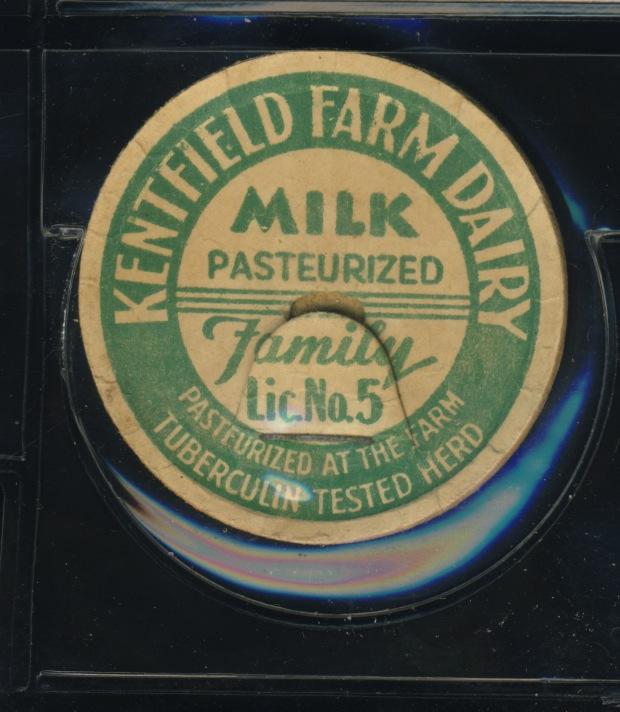 KENTFIELD FARM DAIRY
MILK
PASTEURIZED
Family
Lic.No.5
PASTEURIZED AT THE FARM
TUBERCULIN TESTED HERD